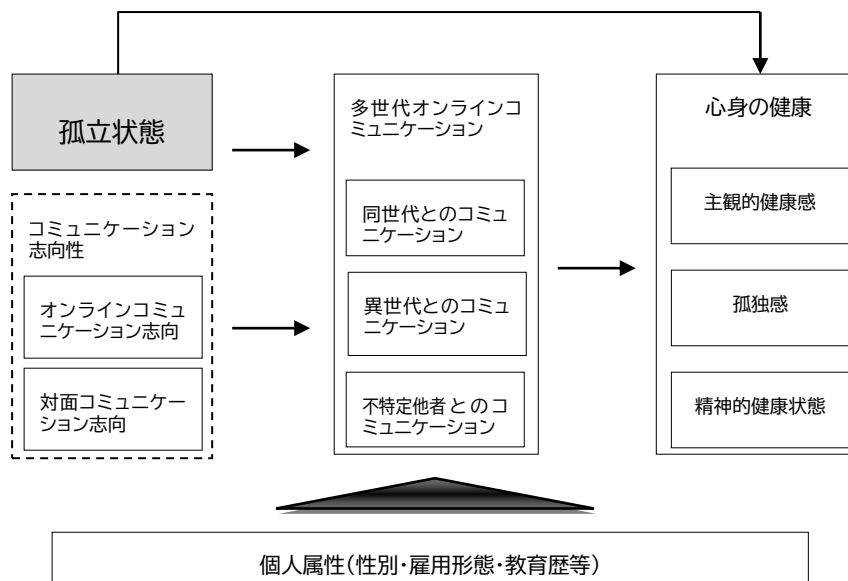 孤立状態
コミュニケーション
志向性
オンラインコミュ
ニケーション志向
対面コミュニケー
ション志向
多世代オンラインコ
ミュニケーション
同世代とのコミュ
ニケーション
異世代とのコミュ
ニケーション
不特定他者とのコ
ミュニケーション
心身の健康
主観的健康感
孤独感
精神的健康状態
個人属性(性別・雇用形態・教育歴等)